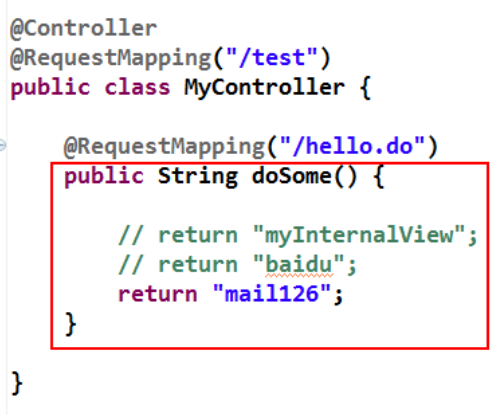 @Controller
@RequestMapping("/test")
public class MyController {
@RequestMapping("/hello.do")
public String doSome() {
// return "myInternalView";
// return "baidu";
return "mail126";
}
}